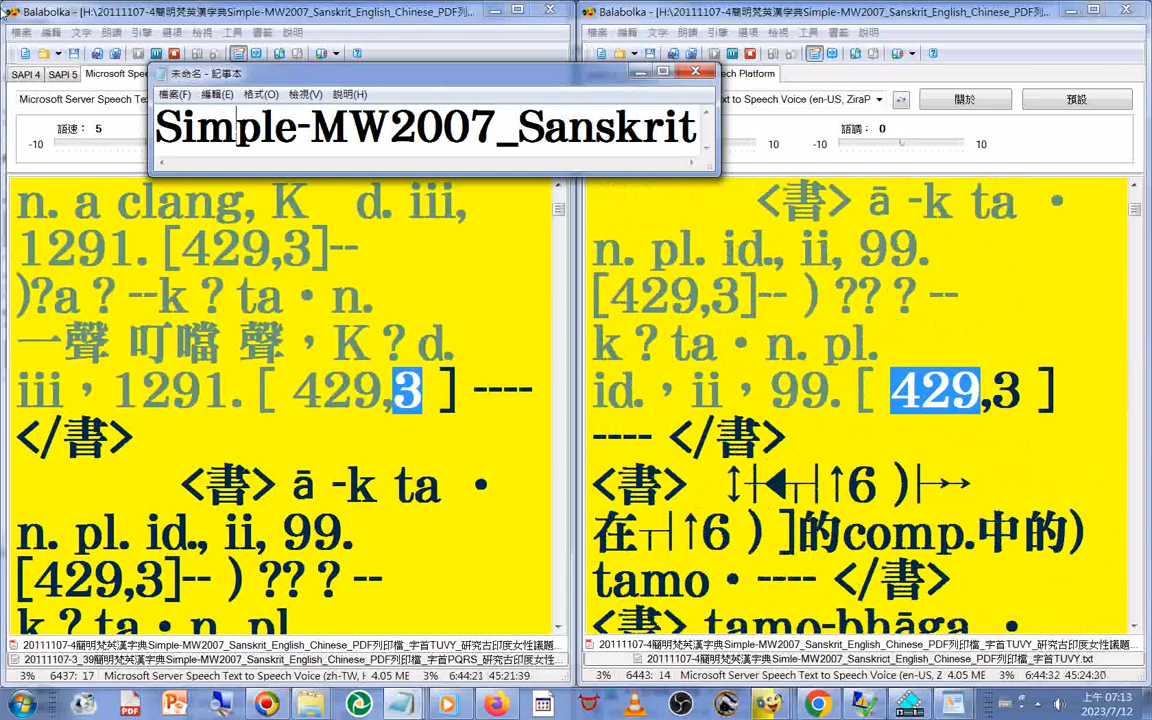 Balabolka - [H:\20111107-4簡明梵英漢字典Simple-MW2007_Sanskrit_English_Chinese_PDF列...
檔案 編輯 文字 朗讀 引擎 選項 檢視 工具 書籤 說明
SAPI 4 SAPI 5 Microsoft Spee
Microsoft Server Speech Text
語速: 5
-10
n. a clang, K d. iii,
1291. [429,3]--
)?a ? --k ? ta • n.
一聲 叮噹 聲,K ? d.
iii,1291. [ 429,3 ] ----
</書>
<書> ā -k ta •
n. pl. id., ii, 99.
[429,3]-- ) ?? ? --
k ? ta • n. pl.
20111107-4簡明梵英漢字典Simple-MW2007_Sanskrit_English_Chinese_PDF列印檔_字首TUVY_研究古印度女性議題...
20111107-3_39簡明梵英漢字典Simple-MW2007_Sanskrit_English_Chinese_PDF列印檔_字首PQRS_研究古印度女性...
3% 6437: 17 Microsoft Server Speech Text to Speech Voice (zh-TW, H 4.05 ME 3% 6:44:21 45:21:39
未命名 - 記事本
檔案(F) 編輯(E) 格式(O) 檢視(V) 說明(H)
Simple-MW2007_Sanskrit
Balabolka - [H:\20111107-4簡明梵英漢字典Simple-MW2007_Sanskrit_English_Chinese_PDF列...
檔案 編輯 文字 朗讀 引擎 選項 檢視 工具 書籤 說明
ech Platform
t to Speech Voice (en-US, ZiraP 關於 預設
語調: 0
10 -10 10
<書> ā -k ta •
n. pl. id., ii, 99.
[429,3]-- ) ?? ? --
k ? ta • n. pl.
id.,ii,99. [ 429,3 ]
---- </書>
<書> ↕┼◀┬┤↑6 )├↦
在┬┤↑6 ) ]的comp.中的)
tamo • ---- </書>
<書> tamo-bhāga •
20111107-4簡明梵英漢字典Simple-MW2007_Sanskrit_English_Chinese_PDF列印檔_字首TUVY_研究古印度女性議題...
20111107-4簡明梵英漢字典Simle-MW2007_Sanskrict_English_Chinese_PDF列印檔_字首TUVY.txt
3% 6443: 14 Microsoft Server Speech Text to Speech Voice (en-US, Z 4.05 ME 3% 6:44:32 45:24:30
上午 07:13
2023/7/12